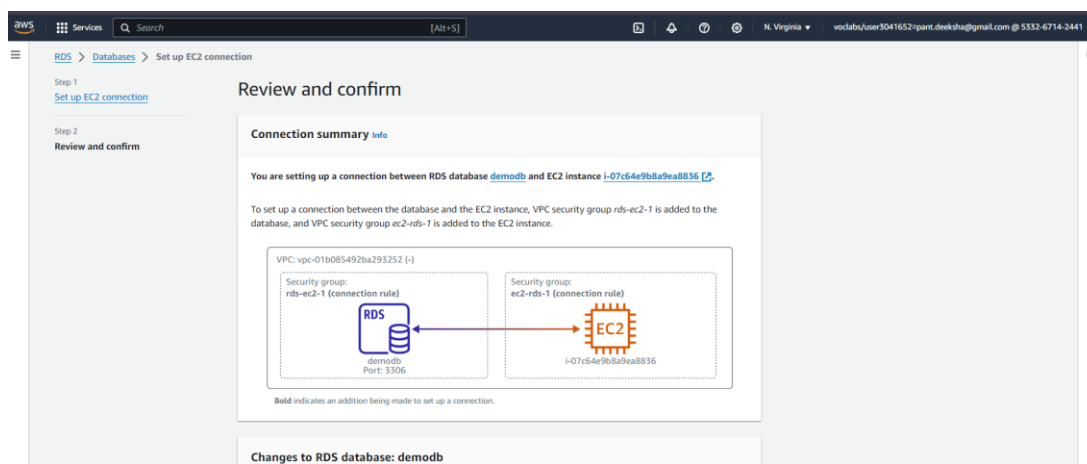 aws
Services
Search
[Alt+S]
N. Virginia
voclabs/user3041652=pant.deeksha@gmail.com @ 5332-6714-2441
RDS > Databases > Set up EC2 connection
Step 1
Set up EC2 connection
Step 2
Review and confirm
Review and confirm
Connection summary Info
You are setting up a connection between RDS database demodb and EC2 instance i-07c64e9b8a9ea8836.
To set up a connection between the database and the EC2 instance, VPC security group rds-ec2-1 is added to the
database, and VPC security group ec2-rds-1 is added to the EC2 instance.
VPC: vpc-01b085492ba293252 (-)
Security group:
rds-ec2-1 (connection rule)
RDS
demodb
Port: 3306
Security group:
ec2-rds-1 (connection rule)
EC2
i-07c64e9b8a9ea8836
Bold indicates an addition being made to set up a connection.
Changes to RDS database: demodb